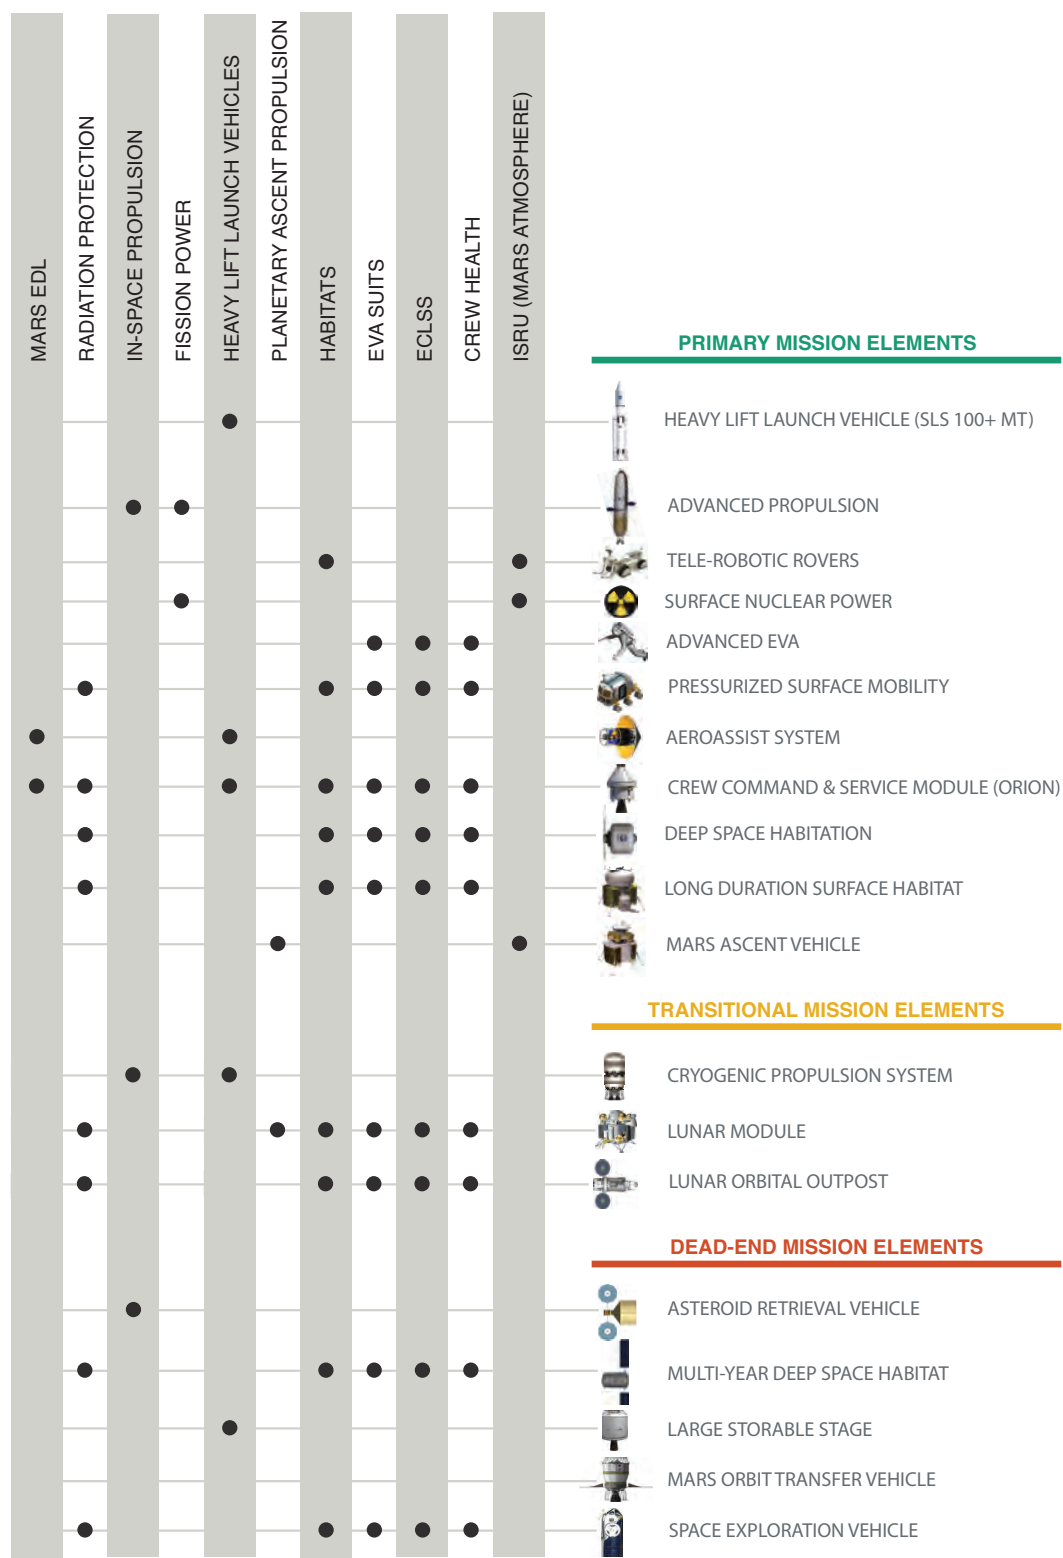 MARS EDL
RADIATION PROTECTION
IN-SPACE PROPULSION
FISSION POWER
HEAVY LIFT LAUNCH VEHICLES
PLANETARY ASCENT PROPULSION
HABITATS
EVA SUITS
ECLSS
CREW HEALTH
ISRU (MARS ATMOSPHERE)
PRIMARY MISSION ELEMENTS
HEAVY LIFT LAUNCH VEHICLE (SLS 100+ MT)
ADVANCED PROPULSION
TELE-ROBOTIC ROVERS
SURFACE NUCLEAR POWER
ADVANCED EVA
PRESSURIZED SURFACE MOBILITY
AEROASSIST SYSTEM
CREW COMMAND & SERVICE MODULE (ORION)
DEEP SPACE HABITATION
LONG DURATION SURFACE HABITAT
MARS ASCENT VEHICLE
TRANSITIONAL MISSION ELEMENTS
CRYOGENIC PROPULSION SYSTEM
LUNAR MODULE
LUNAR ORBITAL OUTPOST
DEAD-END MISSION ELEMENTS
ASTEROID RETRIEVAL VEHICLE
MULTI-YEAR DEEP SPACE HABITAT
LARGE STORABLE STAGE
MARS ORBIT TRANSFER VEHICLE
SPACE EXPLORATION VEHICLE